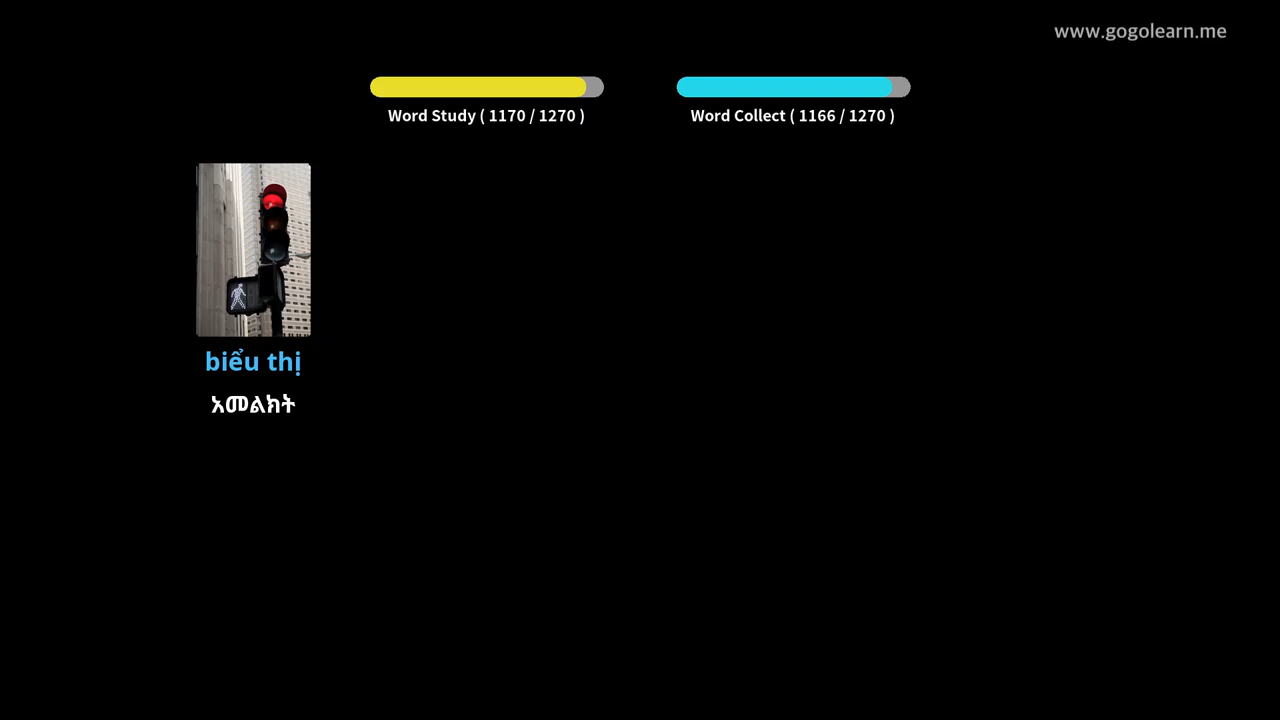 www.gogolearn.me
Word Study ( 1170 / 1270 )
Word Collect ( 1166 / 1270 )
biểu thị
አመልክት